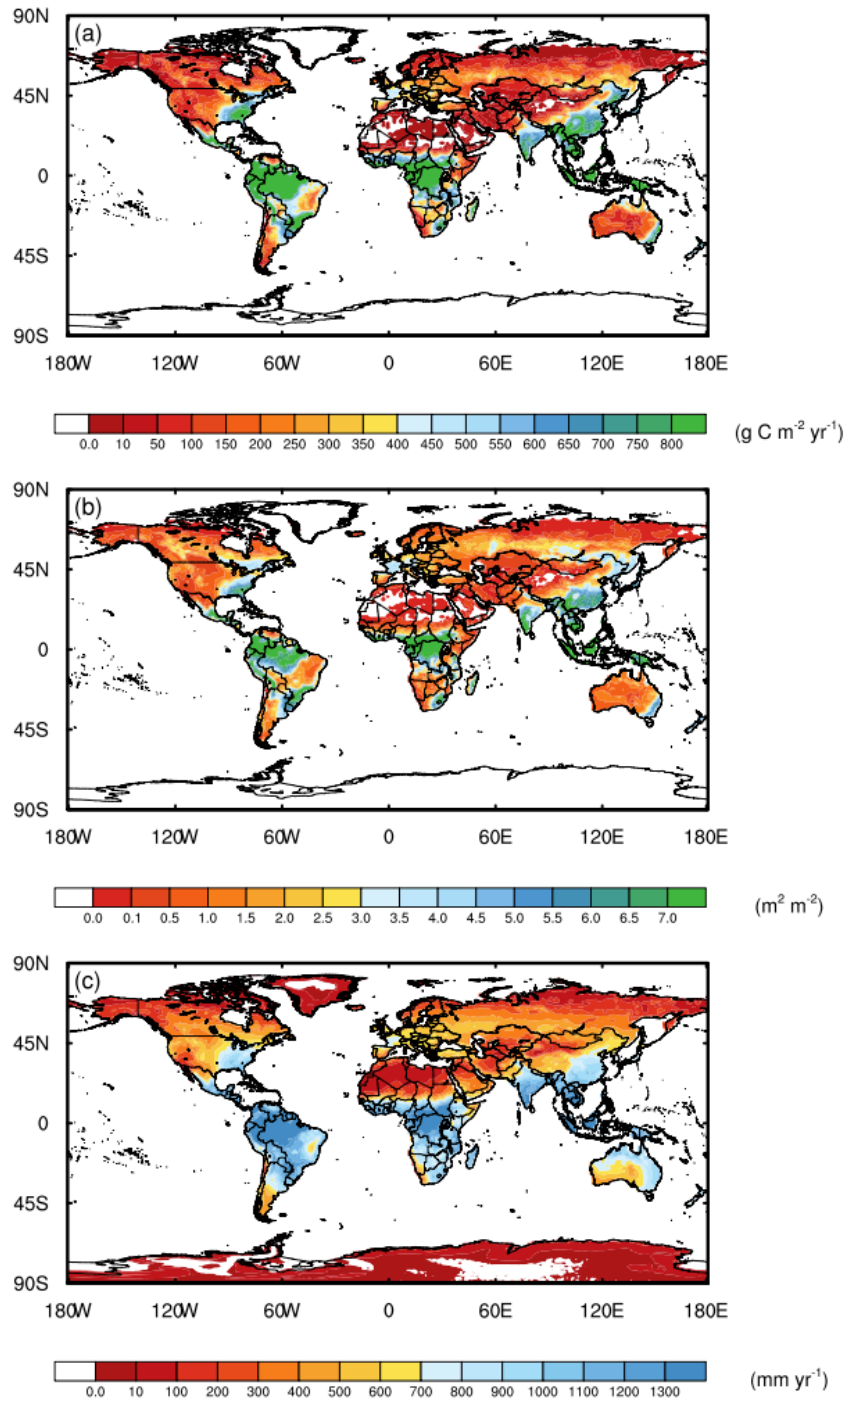 90N
(a)
45N
0
45S
90S
180W 120W 60W 0 60E 120E 180E
0.0 10 50 100 150 200 250 300 350 400 450 500 550 600 650 700 750 800
(g C m-2 yr-1)
90N
(b)
45N
0
45S
90S
180W 120W 60W 0 60E 120E 180E
0.0 0.1 0.5 1.0 1.5 2.0 2.5 3.0 3.5 4.0 4.5 5.0 5.5 6.0 6.5 7.0
(m2 m-2)
90N
(c)
45N
0
45S
90S
180W 120W 60W 0 60E 120E 180E
0.0 10 100 200 300 400 500 600 700 800 900 1000 1100 1200 1300
(mm yr-1)